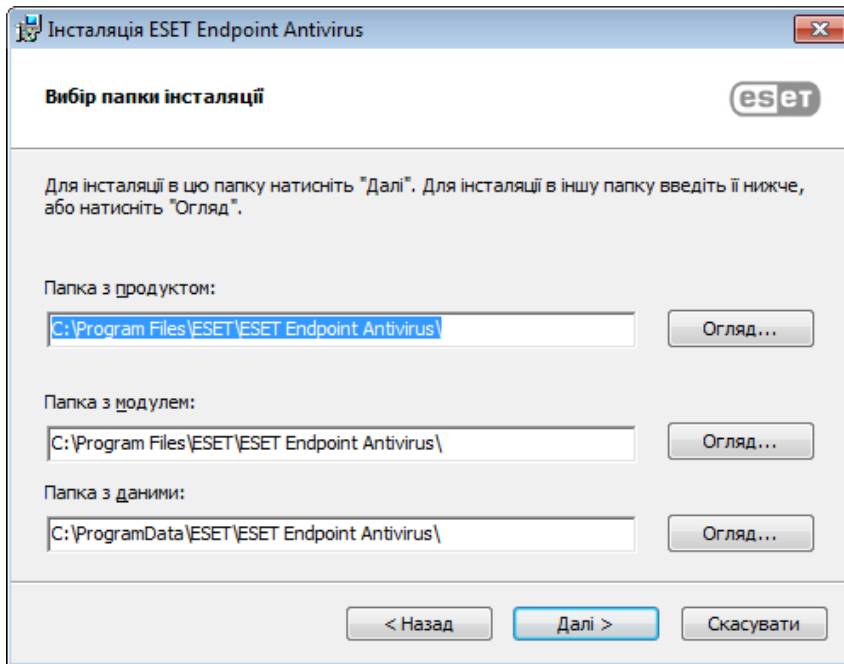 Інсталяція ESET Endpoint Antivirus
Вибір папки інсталяції
eset
Для інсталяції в цю папку натисніть "Далі". Для інсталяції в іншу папку введіть її нижче,
або натисніть "Огляд".
Папка з продуктом:
C:\Program Files\ESET\ESET Endpoint Antivirus\
Огляд...
Папка з модулем:
C:\Program Files\ESET\ESET Endpoint Antivirus\
Огляд...
Папка з даними:
C:\ProgramData\ESET\ESET Endpoint Antivirus\
Огляд...
< Назад
Далі >
Скасувати